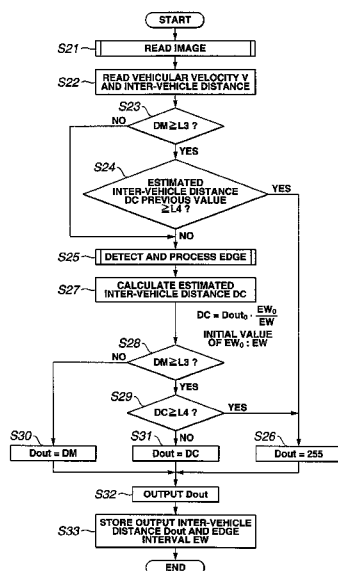 START
S21
READ IMAGE
S22
READ VEHICULAR VELOCITY V
AND INTER-VEHICLE DISTANCE
S23
NO
DM≧L3 ?
YES
S24
ESTIMATED
INTER-VEHICLE DISTANCE
DC PREVIOUS VALUE
≧L4 ?
YES
NO
S25
DETECT AND PROCESS EDGE
S27
CALCULATE ESTIMATED
INTER-VEHICLE DISTANCE DC
DC = Dout₀ · EW₀/EW
INITIAL VALUE
OF EW₀ : EW
S28
NO
DM≧L3 ?
YES
S29
DC≧L4 ?
YES
NO
S30
Dout = DM
S31
Dout = DC
S26
Dout = 255
S32
OUTPUT Dout
S33
STORE OUTPUT INTER-VEHICLE
DISTANCE Dout AND EDGE
INTERVAL EW
END